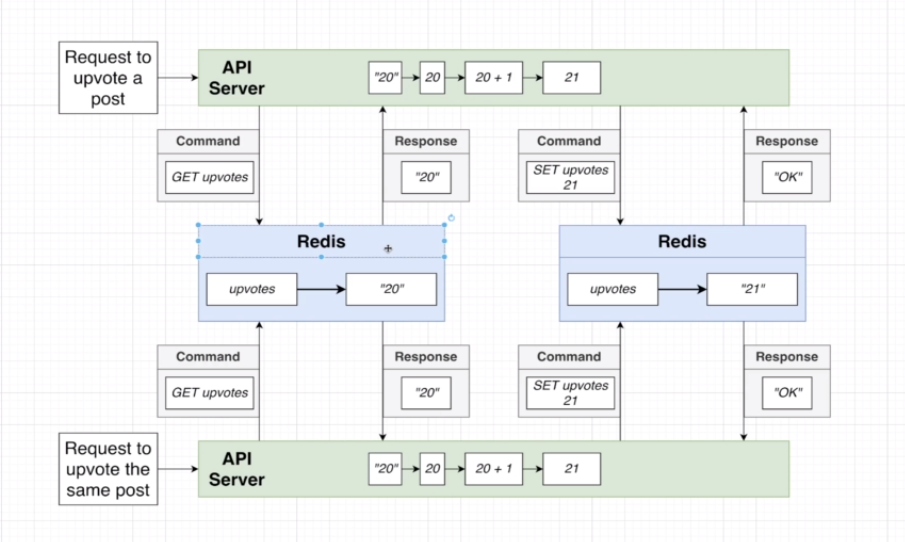 Request to
upvote a
post
API
Server
"20"
20
20 + 1
21
Command
GET upvotes
Response
"20"
Command
SET upvotes
21
Response
"OK"
Redis
upvotes
"20"
Redis
upvotes
"21"
Command
GET upvotes
Response
"20"
Command
SET upvotes
21
Response
"OK"
Request to
upvote the
same post
API
Server
"20"
20
20 + 1
21